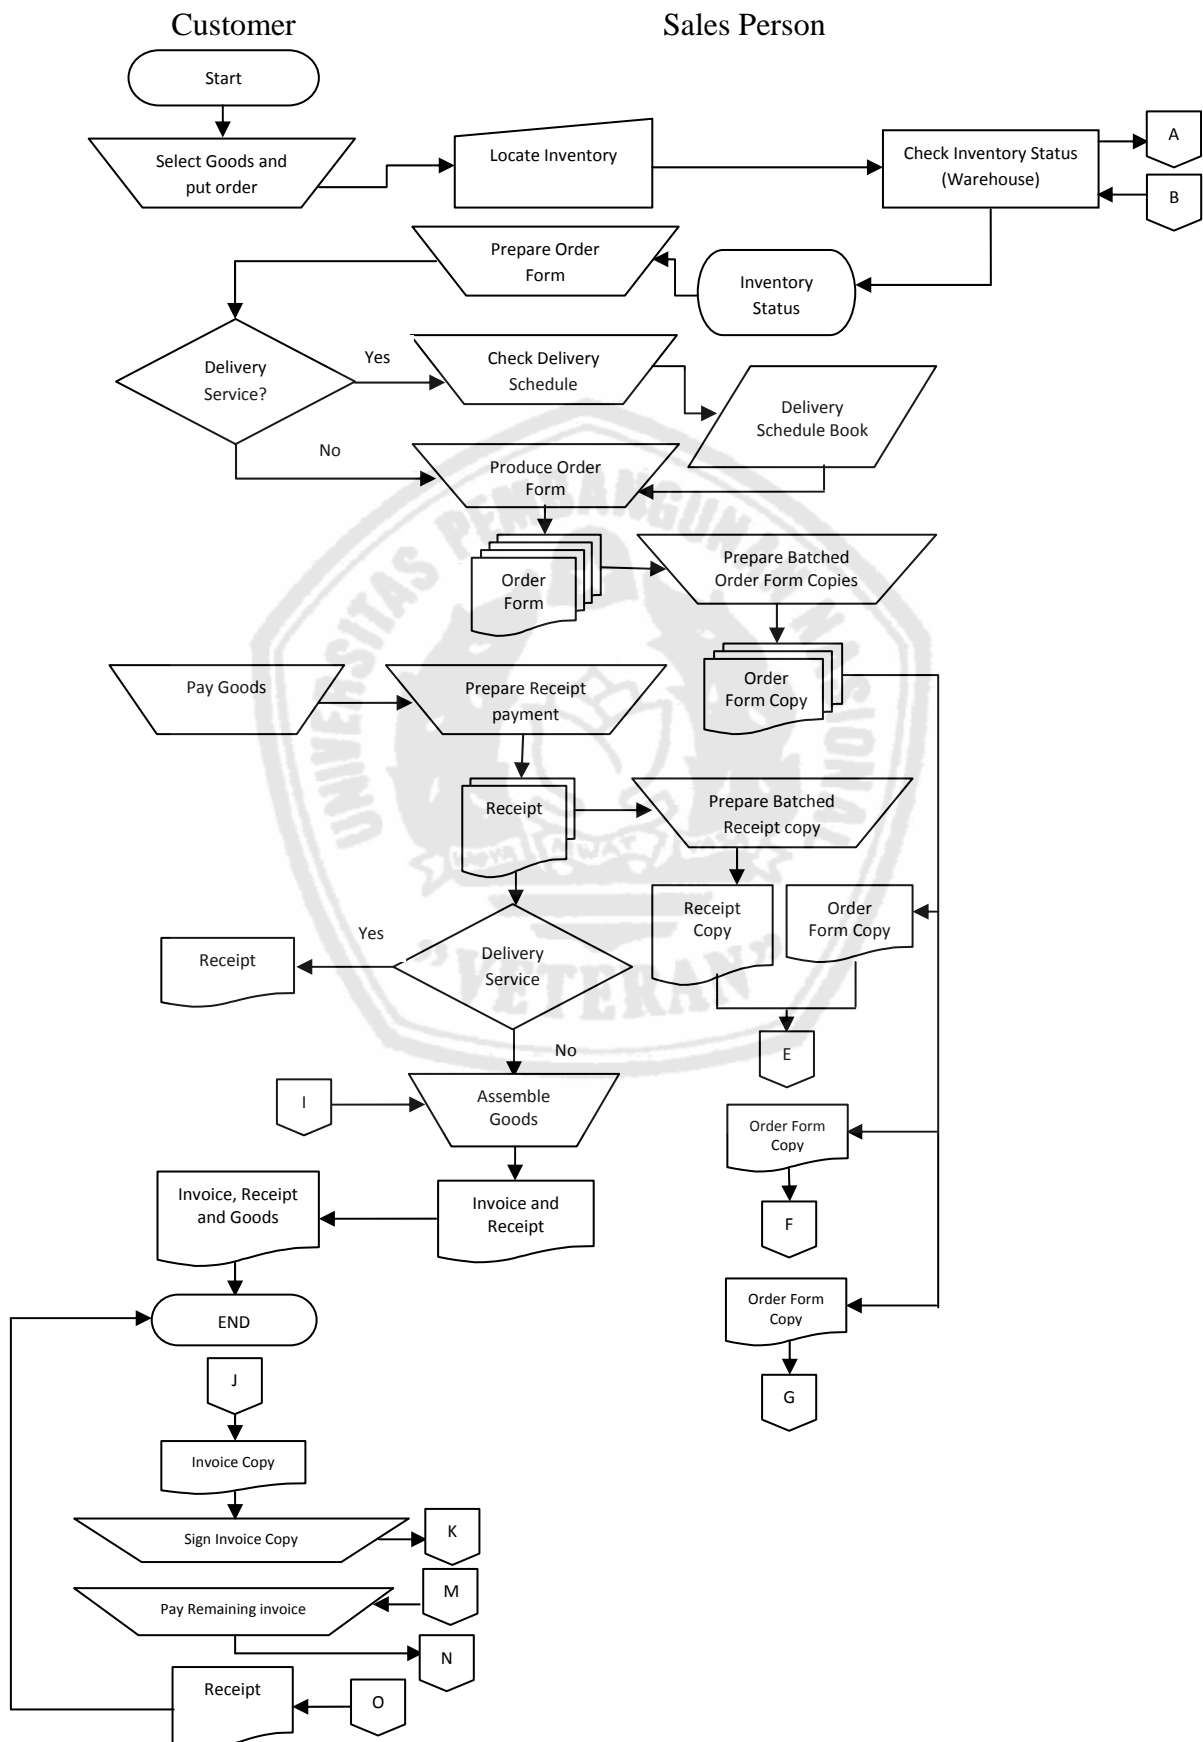 Customer
Sales Person
Start
Select Goods and
put order
Locate Inventory
Check Inventory Status
(Warehouse)
A
B
Prepare Order
Form
Inventory
Status
Delivery
Service?
Yes
Check Delivery
Schedule
Delivery
Schedule Book
No
Produce Order
Form
Order
Form
Prepare Batched
Order Form Copies
Order
Form Copy
Pay Goods
Prepare Receipt
payment
Receipt
Prepare Batched
Receipt copy
Receipt
Copy
Order
Form Copy
Yes
Delivery
Service
Receipt
No
E
I
Assemble
Goods
Order Form
Copy
Invoice, Receipt
and Goods
Invoice and
Receipt
F
Order Form
Copy
END
J
G
Invoice Copy
Sign Invoice Copy
K
Pay Remaining invoice
M
N
Receipt
O
UNIVERSITAS PEMBANGUNAN NASIONAL
"VETERAN"